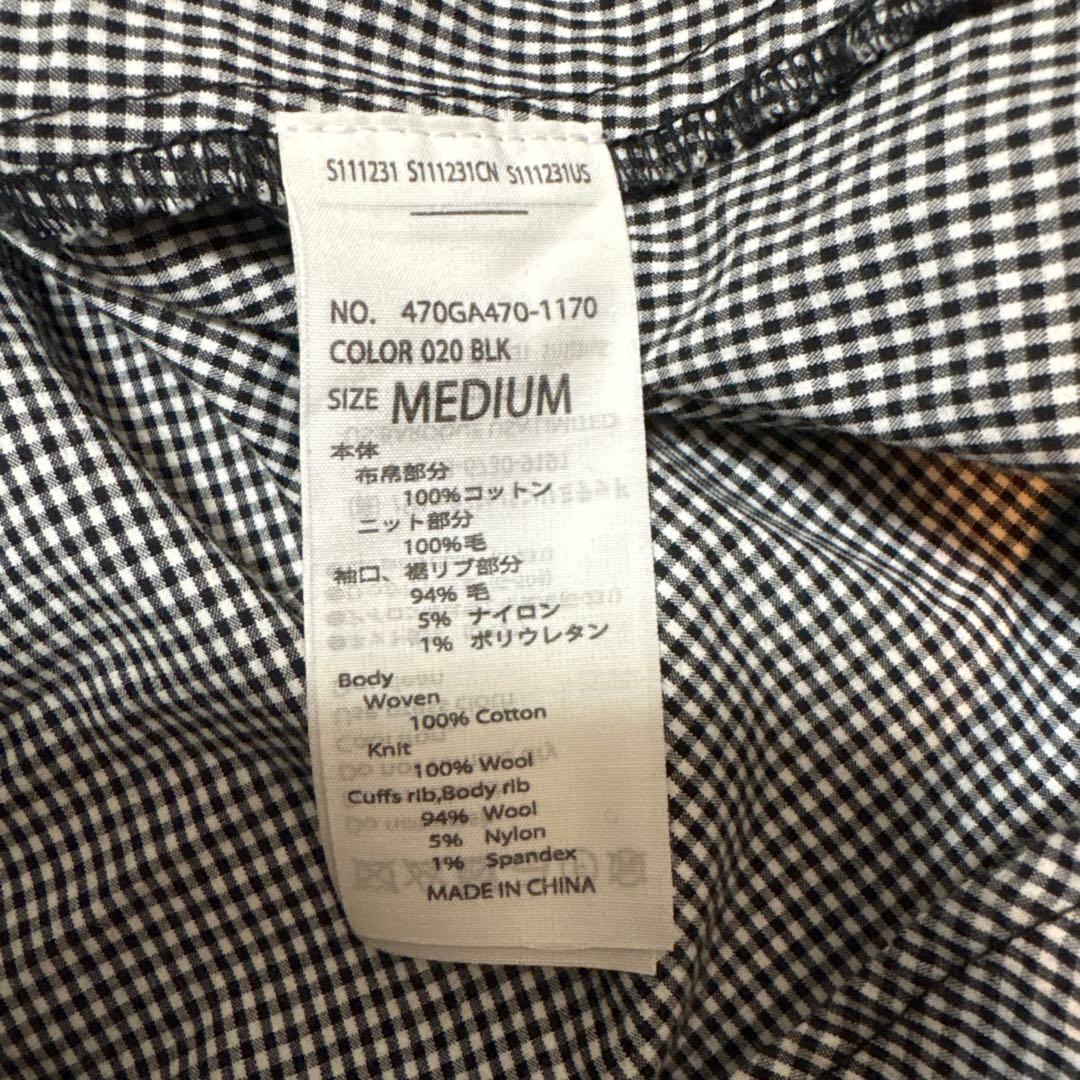 S111231 S111231CN S111231US
NO. 470GA470-1170
COLOR 020 BLK
SIZE MEDIUM
本体
布帛部分
100%コットン
ニット部分
100%毛
袖口、裾リブ部分
94% 毛
5% ナイロン
1% ポリウレタン
Body
Woven
100% Cotton
Knit
100% Wool
Cuffs rib,Body rib
94% Wool
5% Nylon
1% Spandex
MADE IN CHINA